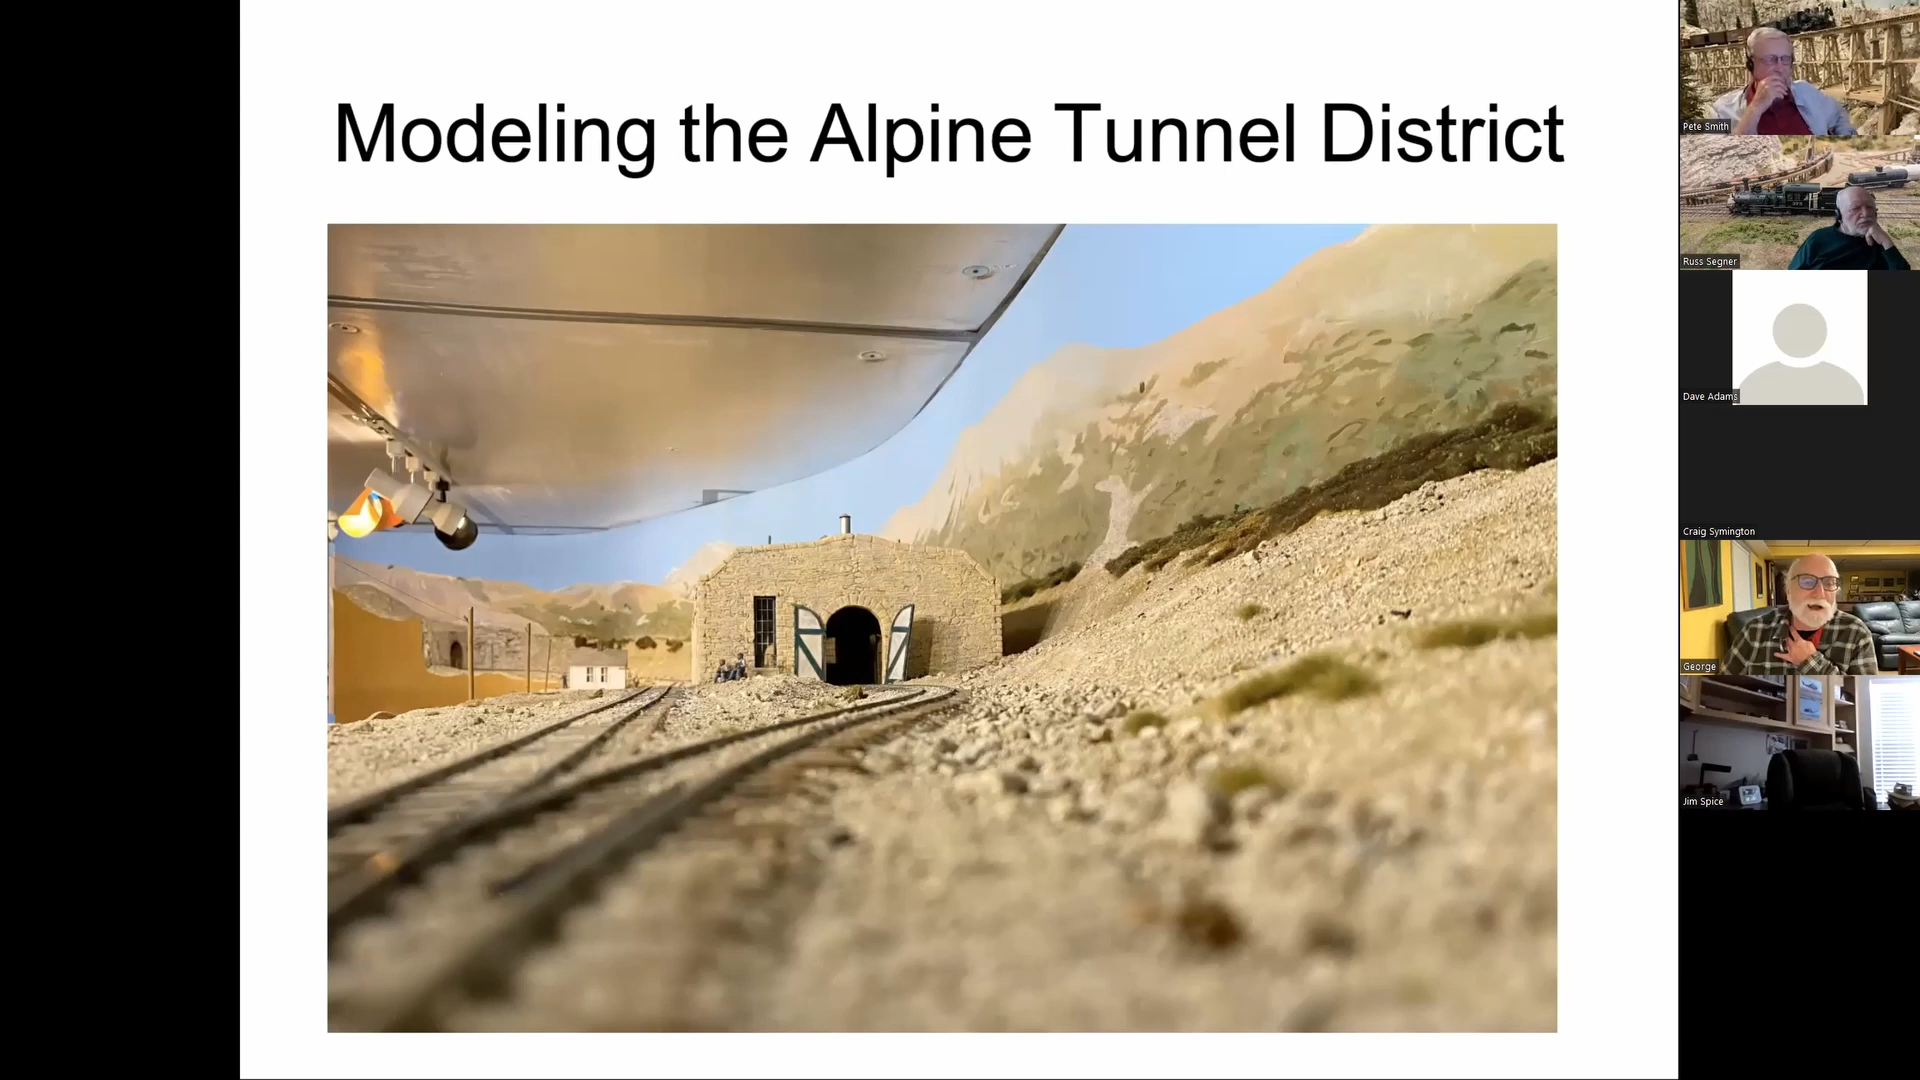 Modeling the Alpine Tunnel District
Pete Smith
Russ Segner
Dave Adams
Craig Symington
George
Jim Spice